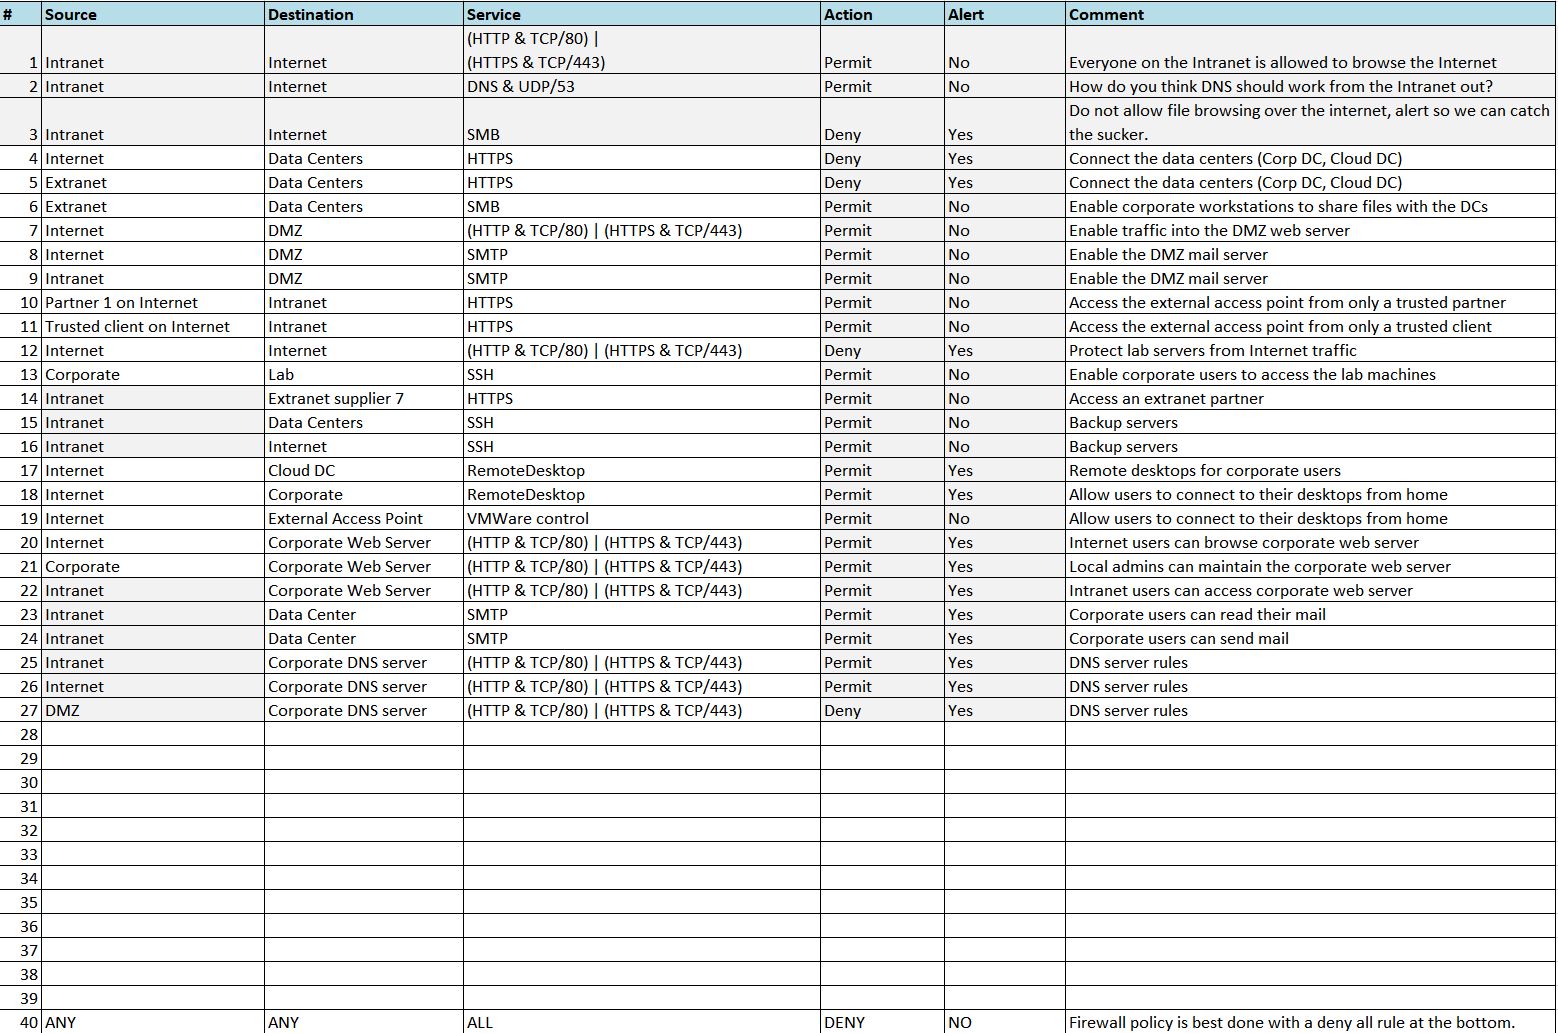 # Source Destination Service Action Alert Comment
(HTTP & TCP/80) |
1 Intranet Internet (HTTPS & TCP/443) Permit No Everyone on the Intranet is allowed to browse the Internet
2 Intranet Internet DNS & UDP/53 Permit No How do you think DNS should work from the Intranet out?
Do not allow file browsing over the internet, alert so we can catch
3 Intranet Internet SMB Deny Yes the sucker.
4 Internet Data Centers HTTPS Deny Yes Connect the data centers (Corp DC, Cloud DC)
5 Extranet Data Centers HTTPS Deny Yes Connect the data centers (Corp DC, Cloud DC)
6 Extranet Data Centers SMB Permit No Enable corporate workstations to share files with the DCs
7 Internet DMZ (HTTP & TCP/80) | (HTTPS & TCP/443) Permit No Enable traffic into the DMZ web server
8 Internet DMZ SMTP Permit No Enable the DMZ mail server
9 Intranet DMZ SMTP Permit No Enable the DMZ mail server
10 Partner 1 on Internet Intranet HTTPS Permit No Access the external access point from only a trusted partner
11 Trusted client on Internet Intranet HTTPS Permit No Access the external access point from only a trusted client
12 Internet Internet (HTTP & TCP/80) | (HTTPS & TCP/443) Deny Yes Protect lab servers from Internet traffic
13 Corporate Lab SSH Permit No Enable corporate users to access the lab machines
14 Intranet Extranet supplier 7 HTTPS Permit No Access an extranet partner
15 Intranet Data Centers SSH Permit No Backup servers
16 Intranet Internet SSH Permit No Backup servers
17 Internet Cloud DC RemoteDesktop Permit Yes Remote desktops for corporate users
18 Internet Corporate RemoteDesktop Permit Yes Allow users to connect to their desktops from home
19 Internet External Access Point VMWare control Permit No Allow users to connect to their desktops from home
20 Internet Corporate Web Server (HTTP & TCP/80) | (HTTPS & TCP/443) Permit Yes Internet users can browse corporate web server
21 Corporate Corporate Web Server (HTTP & TCP/80) | (HTTPS & TCP/443) Permit Yes Local admins can maintain the corporate web server
22 Intranet Corporate Web Server (HTTP & TCP/80) | (HTTPS & TCP/443) Permit Yes Intranet users can access corporate web server
23 Intranet Data Center SMTP Permit Yes Corporate users can read their mail
24 Intranet Data Center SMTP Permit Yes Corporate users can send mail
25 Intranet Corporate DNS server (HTTP & TCP/80) | (HTTPS & TCP/443) Permit Yes DNS server rules
26 Internet Corporate DNS server (HTTP & TCP/80) | (HTTPS & TCP/443) Permit Yes DNS server rules
27 DMZ Corporate DNS server (HTTP & TCP/80) | (HTTPS & TCP/443) Deny Yes DNS server rules
28
29
30
31
32
33
34
35
36
37
38
39
40 ANY ANY ALL DENY NO Firewall policy is best done with a deny all rule at the bottom.